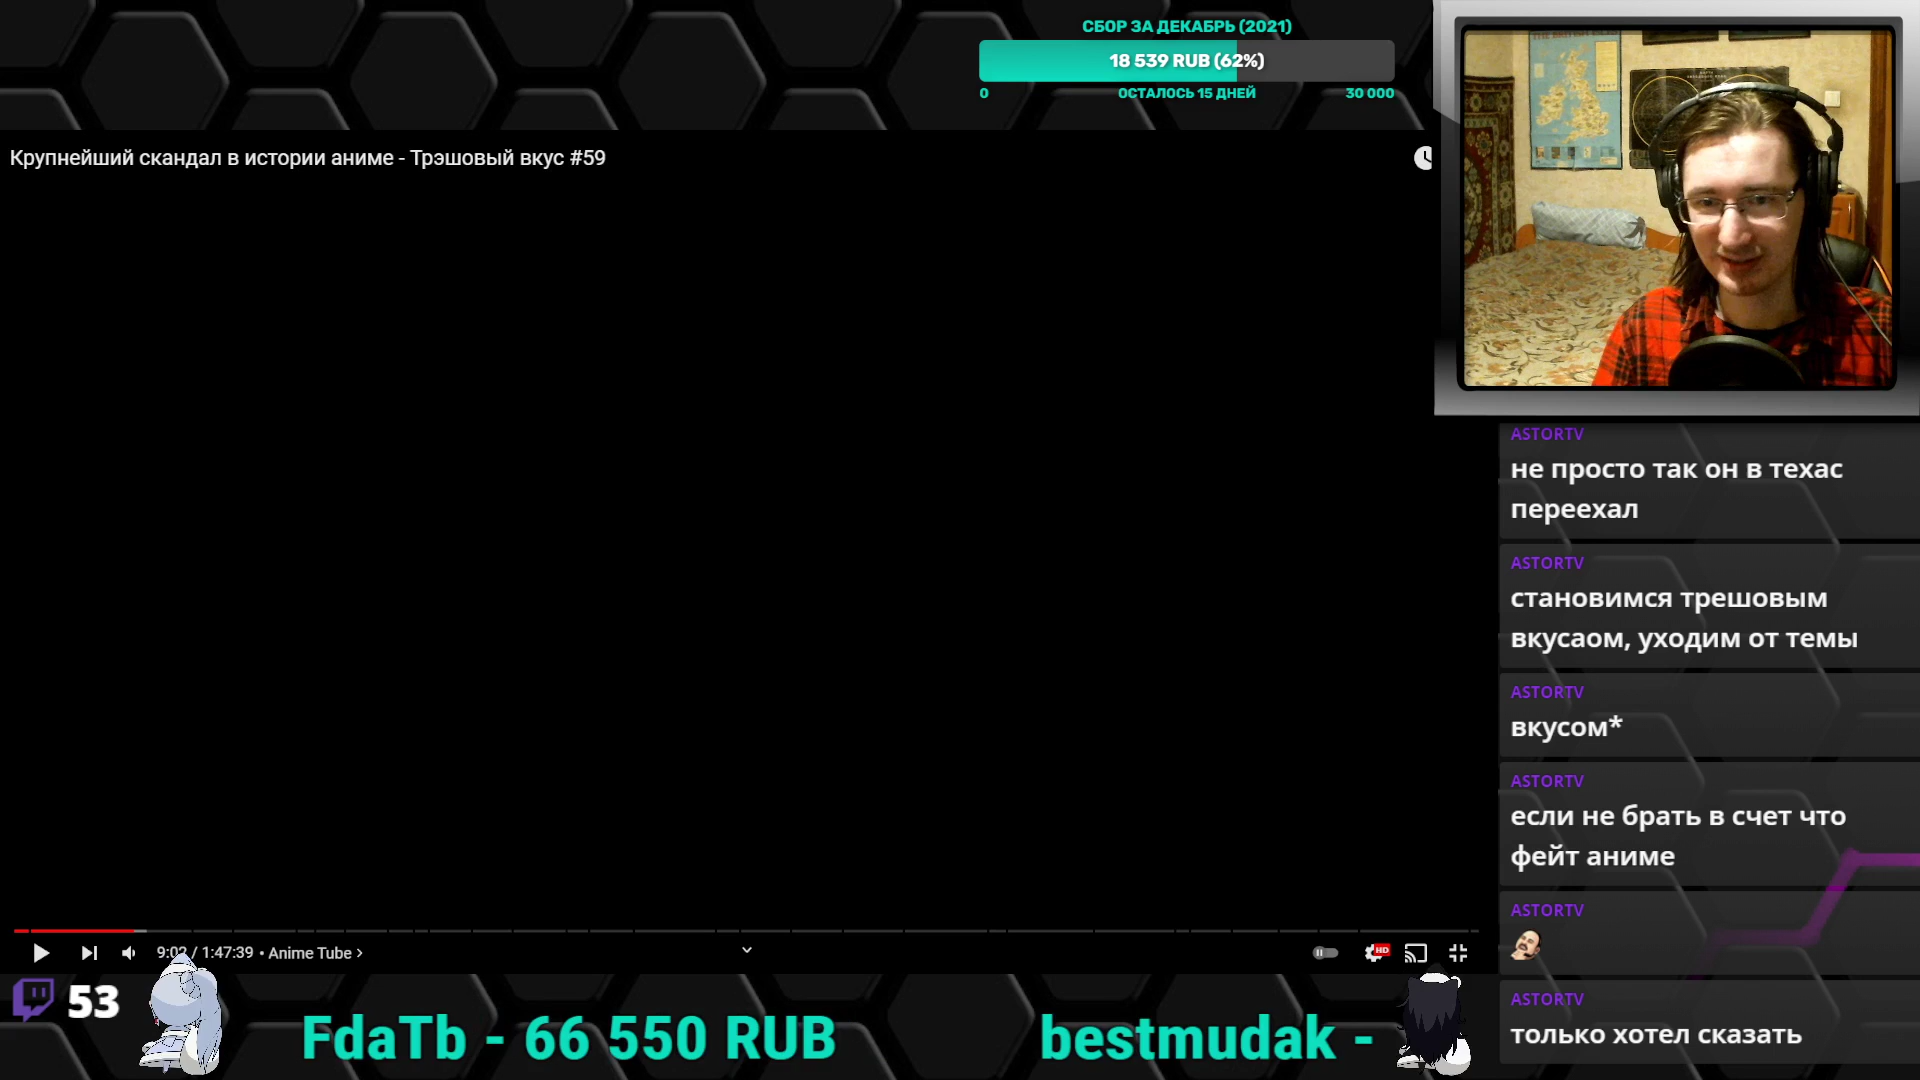 СБОР ЗА ДЕКАБРЬ (2021)
18 539 RUB (62%)
0 ОСТАЛОСЬ 15 ДНЕЙ 30 000
Крупнейший скандал в истории аниме - Трэшовый вкус #59
ASTORTV
не просто так он в техас
переехал
ASTORTV
становимся трешовым
вкусаом, уходим от темы
ASTORTV
вкусом*
ASTORTV
если не брать в счет что
фейт аниме
ASTORTV
ASTORTV
только хотел сказать
9:02 / 1:47:39 • Anime Tube
HD
53
FdaTb - 66 550 RUB
bestmudak -